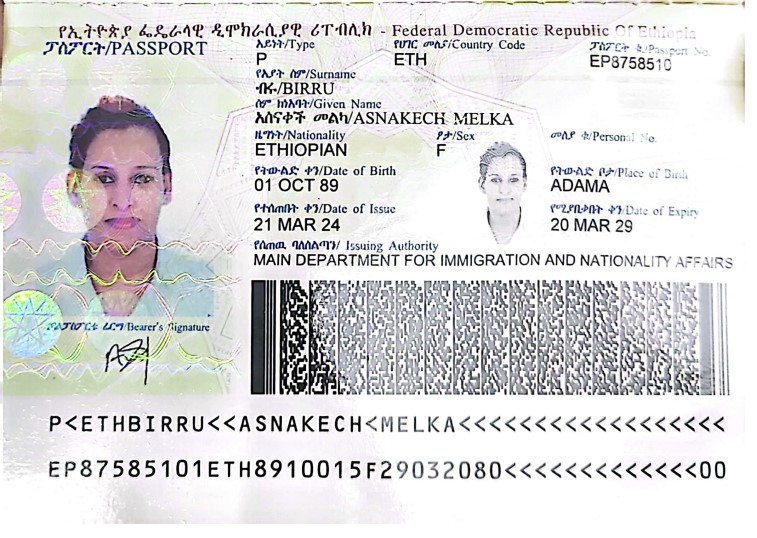 የኢትዮጵያ ፌዴራላዊ ዲሞክራሲያዊ ሪፐብሊክ - Federal Democratic Republic Of Ethiopia
ፓስፖርት/PASSPORT
አይነት/Type
የሀገር መለያ/Country Code
ፓስፖርት ቁ./Passport No.
P
ETH
EP8758510
የአያት ስም/Surname
ብሩ/BIRRU
ስም ከነአባት/Given Name
አስናቀች መልካ/ASNAKECH MELKA
ዜግነት/Nationality
ፆታ/Sex
መለያ ቁ/Personal No.
ETHIOPIAN
F
የትውልድ ቀን/Date of Birth
የትውልድ ቦታ/Place of Birth
01 OCT 89
ADAMA
የተሰጠበት ቀን/Date of Issue
የሚያበቃበት ቀን/Date of Expiry
21 MAR 24
20 MAR 29
የሰጠዉ ባለስልጣን/ Issuing Authority
MAIN DEPARTMENT FOR IMMIGRATION AND NATIONALITY AFFAIRS
የፓስፖርቱ ፊርማ/Bearer's Signature
P<ETHBIRRU<<ASNAKECH<MELKA<<<<<<<<<<<<<<<<<<
EP87585101ETH8910015F29032080<<<<<<<<<<<<<<00